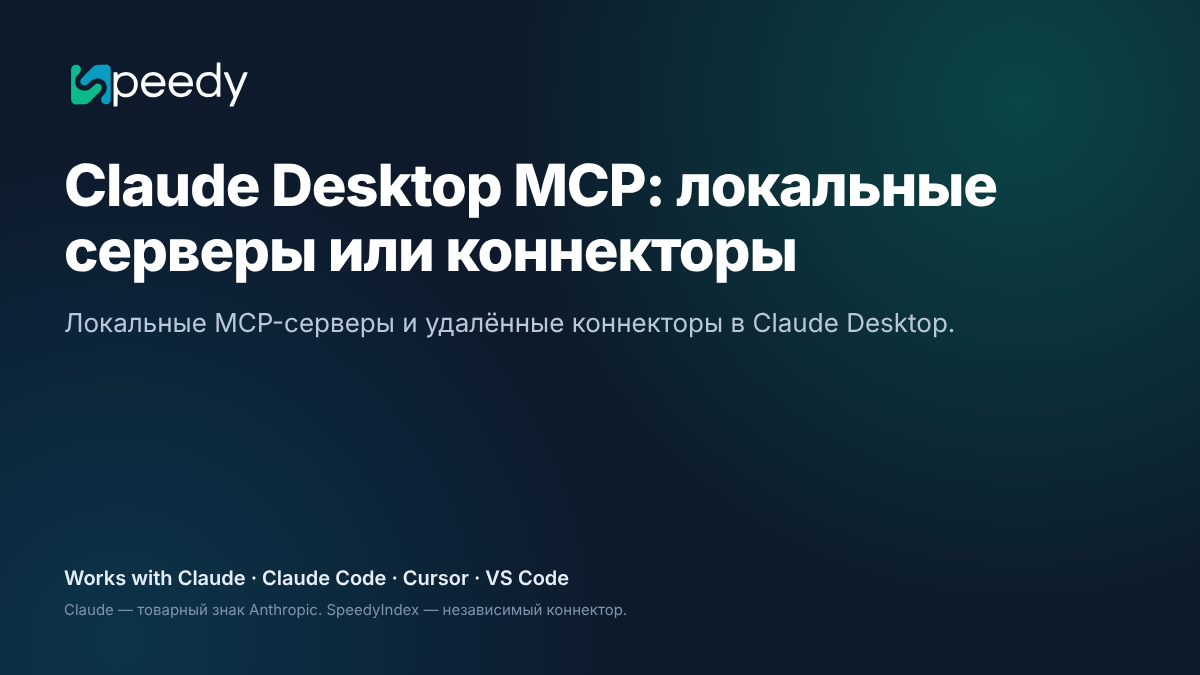 Speedy
Claude Desktop MCP: локальные
серверы или коннекторы
Локальные MCP-серверы и удалённые коннекторы в Claude Desktop.
Works with Claude · Claude Code · Cursor · VS Code
Claude — товарный знак Anthropic. SpeedyIndex — независимый коннектор.